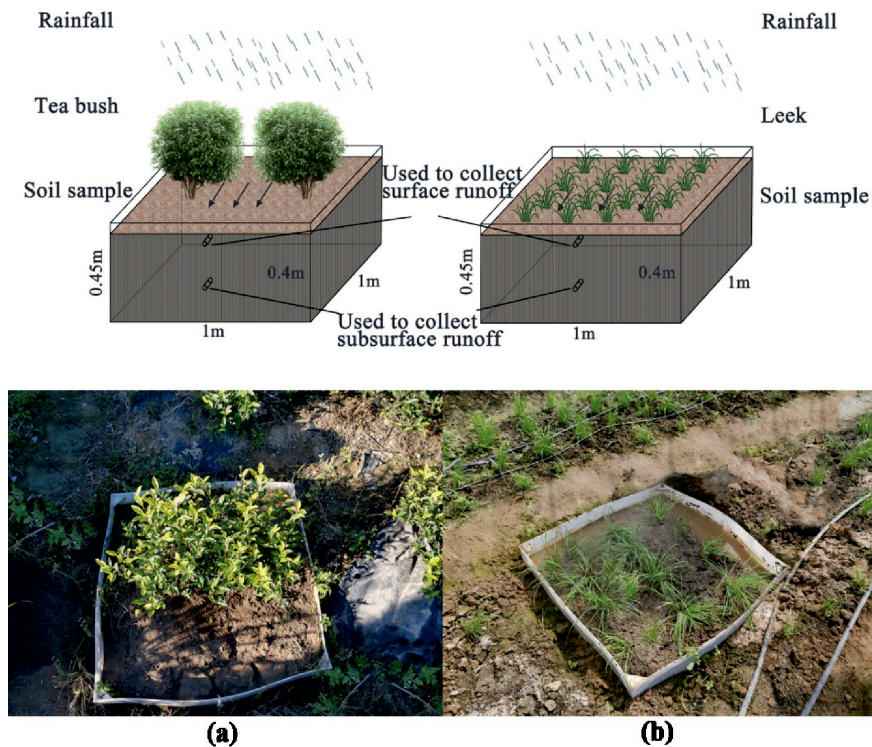 Rainfall
Rainfall
Tea bush
Leek
Soil sample
Used to collect
surface runoff
Soil sample
0.45m
0.4m
1m
1m
0.45m
0.4m
1m
1m
Used to collect
subsurface runoff
(a)
(b)